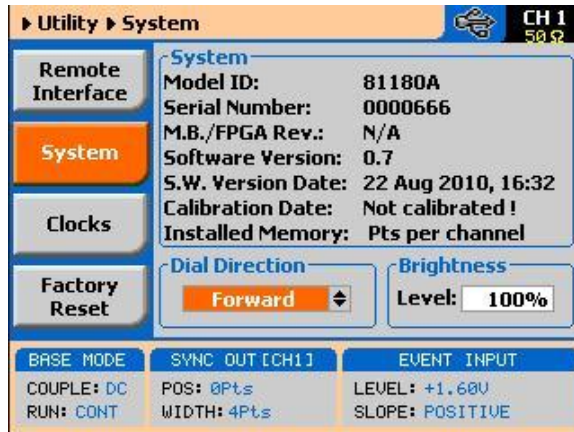 Utility System
CH 1
50 Ω
Remote Interface
System
Clocks
Factory Reset
System
Model ID: 81180A
Serial Number: 0000666
M.B./FPGA Rev.: N/A
Software Version: 0.7
S.W. Version Date: 22 Aug 2010, 16:32
Calibration Date: Not calibrated !
Installed Memory: Pts per channel
Dial Direction
Forward
Brightness
Level: 100%
BASE MODE
COUPLE: DC
RUN: CONT
SYNC OUT [CH1]
POS: 0Pts
WIDTH: 4Pts
EVENT INPUT
LEVEL: +1.60V
SLOPE: POSITIVE